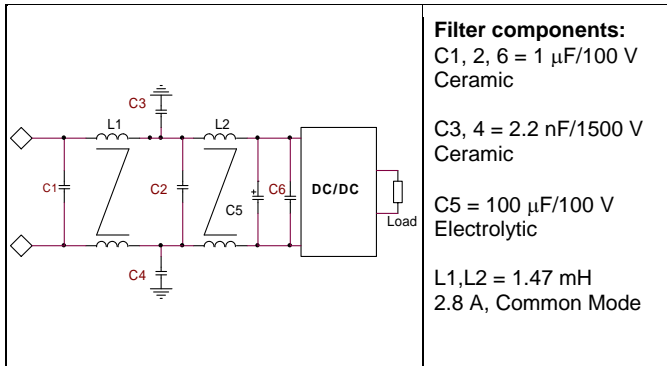 C3
L1
L2
C1
C2
C5
+
C6
DC/DC
Load
C4
Filter components:
C1, 2, 6 = 1 μF/100 V
Ceramic
C3, 4 = 2.2 nF/1500 V
Ceramic
C5 = 100 μF/100 V
Electrolytic
L1,L2 = 1.47 mH
2.8 A, Common Mode